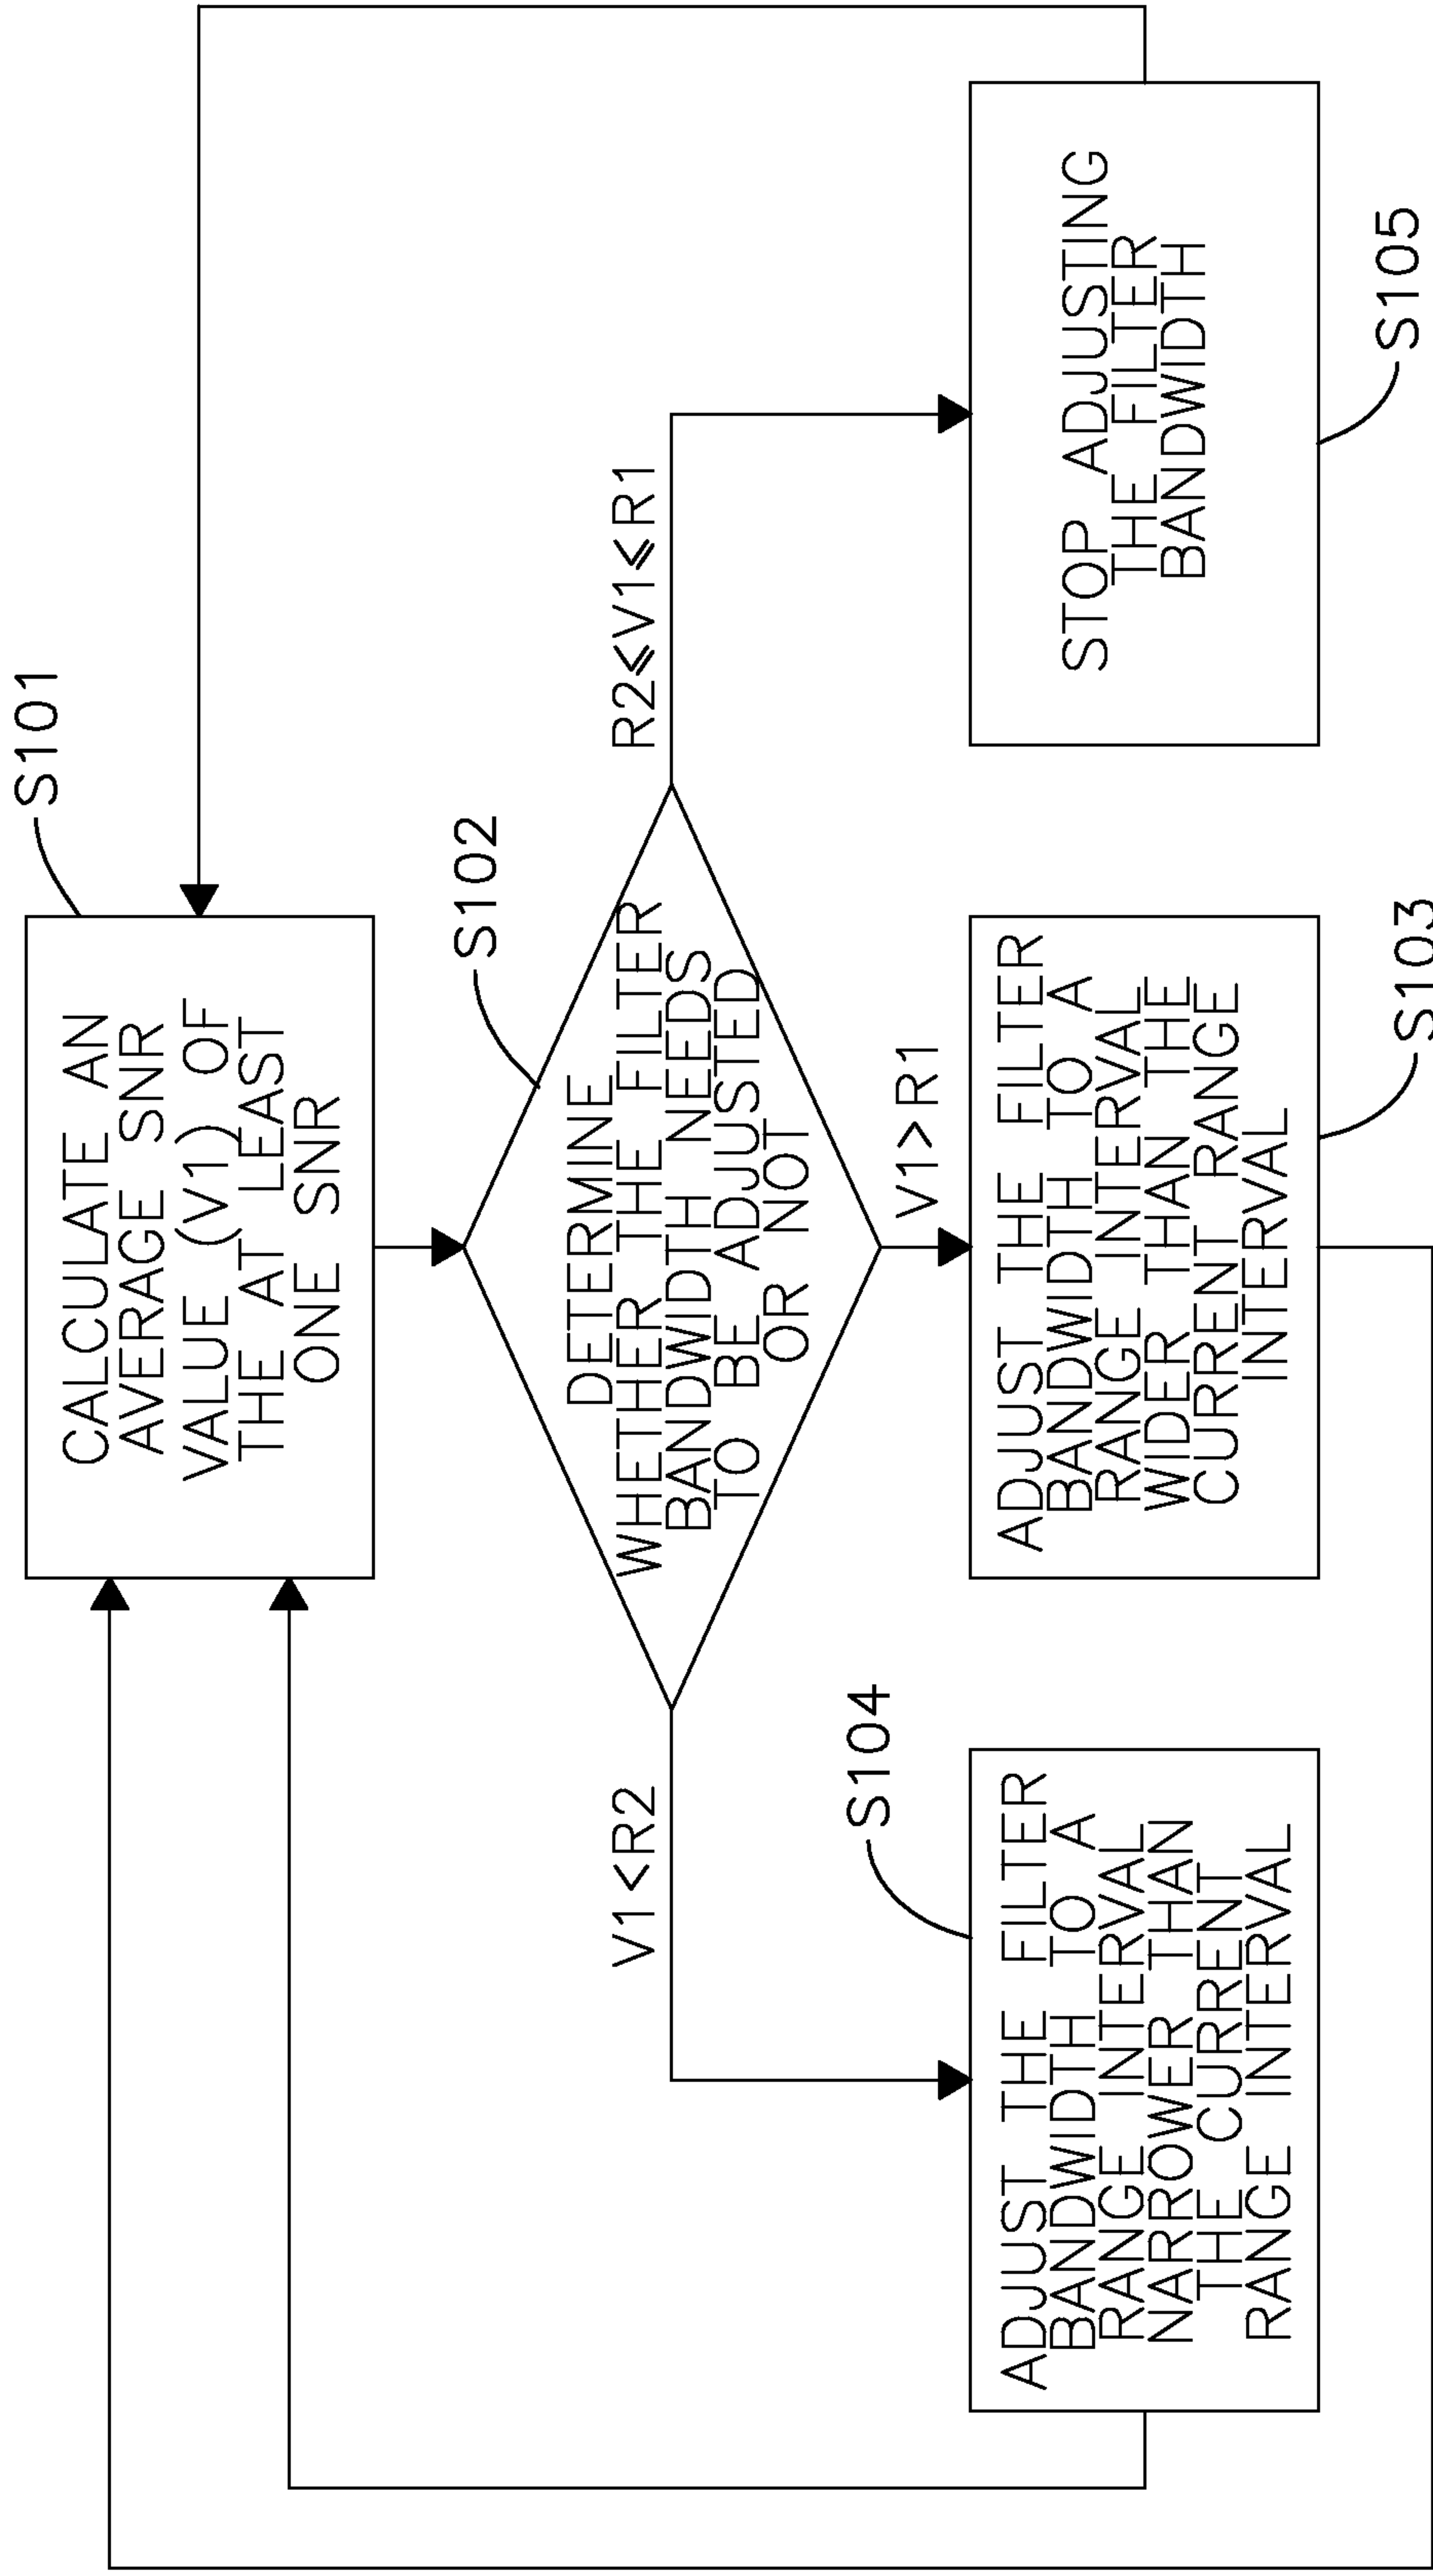 S101
CALCULATE AN
AVERAGE SNR
VALUE (V1) OF
THE AT LEAST
ONE SNR
S102
DETERMINE
WHETHER THE FILTER
BANDWIDTH NEEDS
TO BE ADJUSTED
OR NOT
V1<R2
R2≤V1≤R1
V1>R1
S104
ADJUST THE FILTER
BANDWIDTH TO A
RANGE INTERVAL
NARROWER THAN
THE CURRENT
RANGE INTERVAL
ADJUST THE FILTER
BANDWIDTH TO A
RANGE INTERVAL
WIDER THAN THE
CURRENT RANGE
INTERVAL
S103
STOP ADJUSTING
THE FILTER
BANDWIDTH
S105